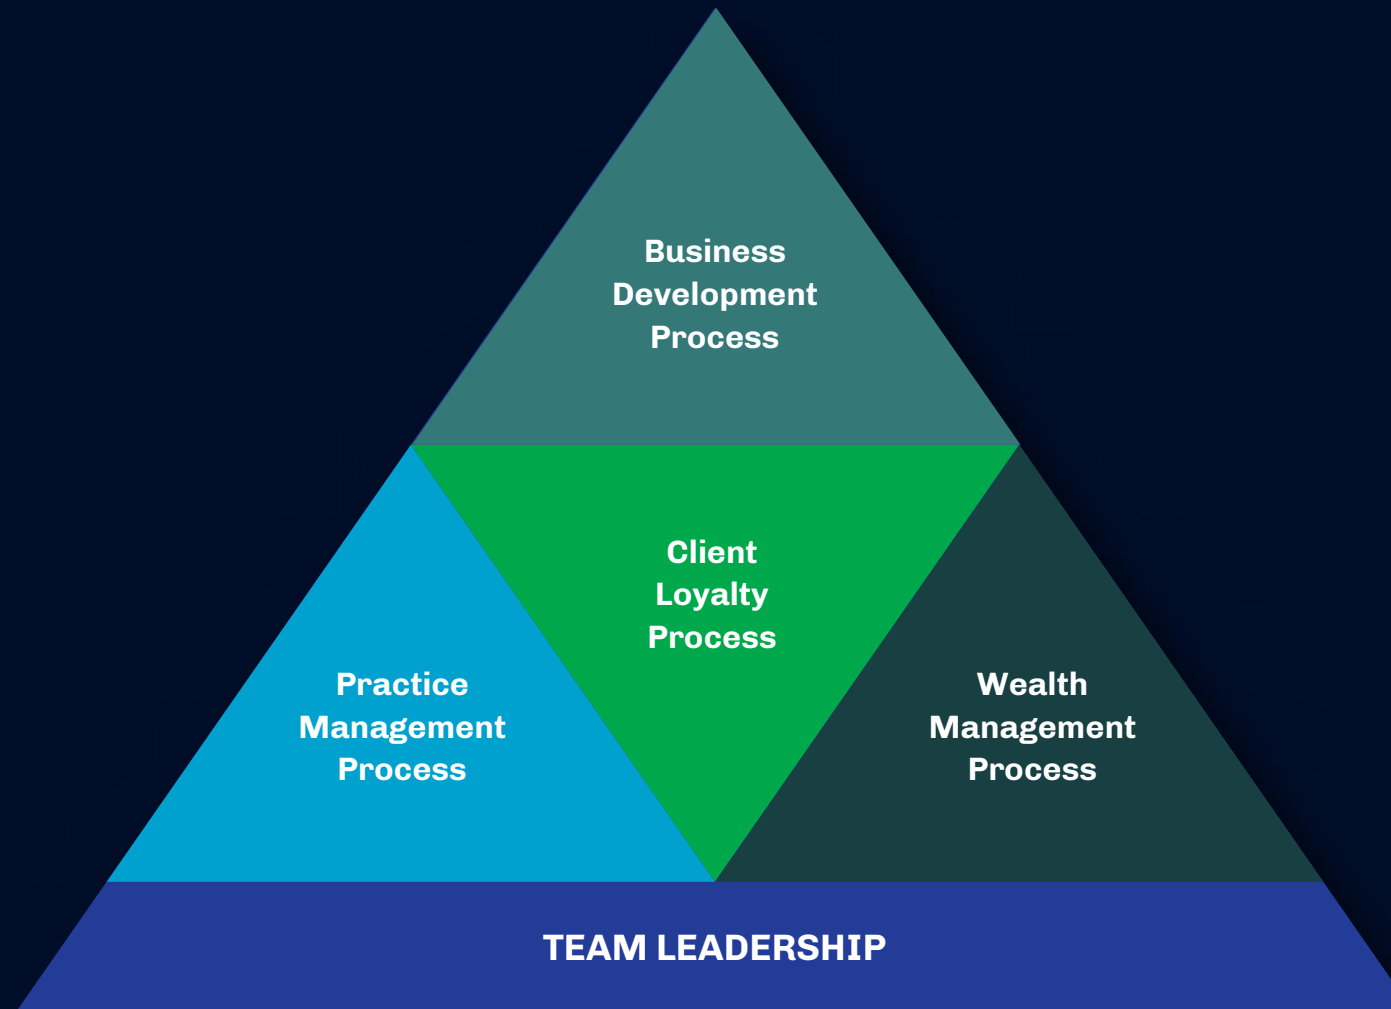 Business
Development
Process
Client
Loyalty
Process
Practice
Management
Process
Wealth
Management
Process
TEAM LEADERSHIP